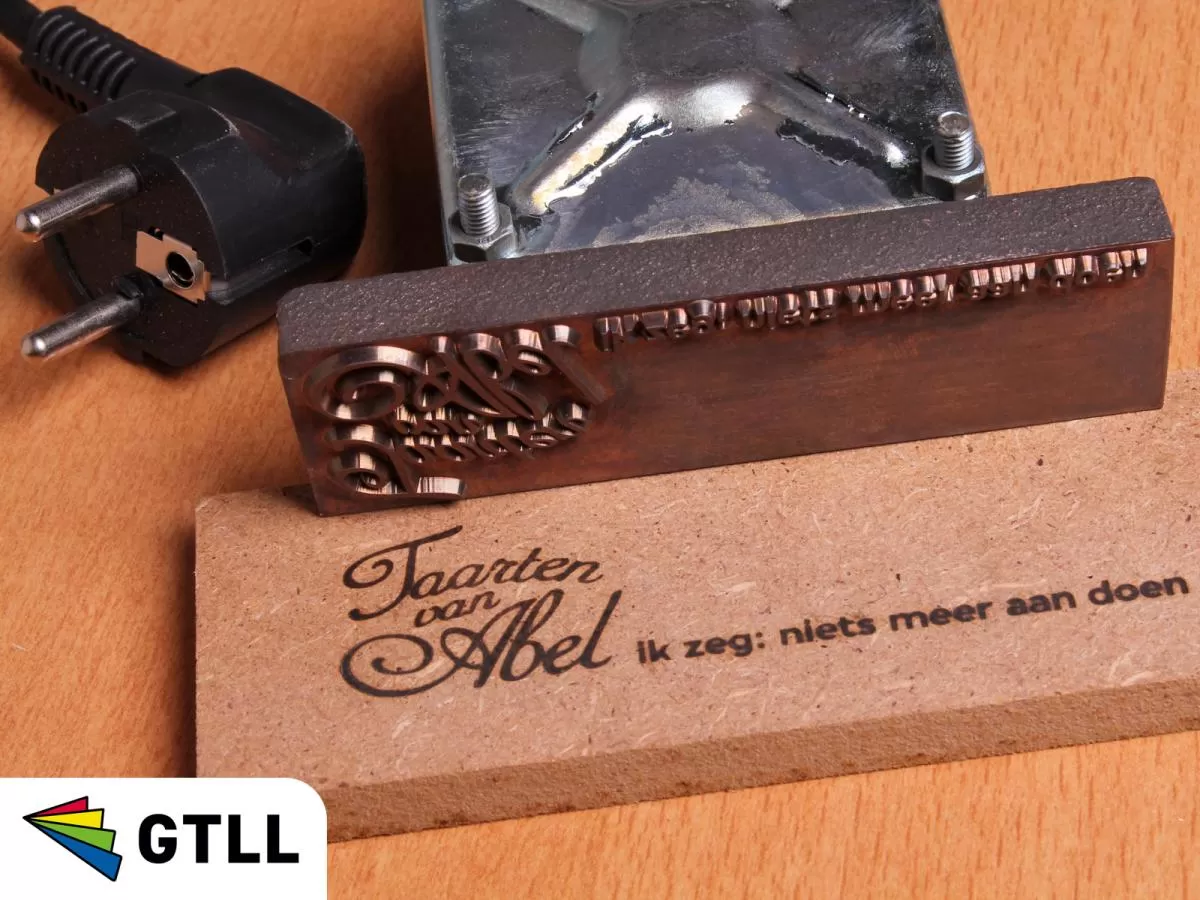 Taarten
van
Abel
ik zeg: niets meer aan doen
GTLL